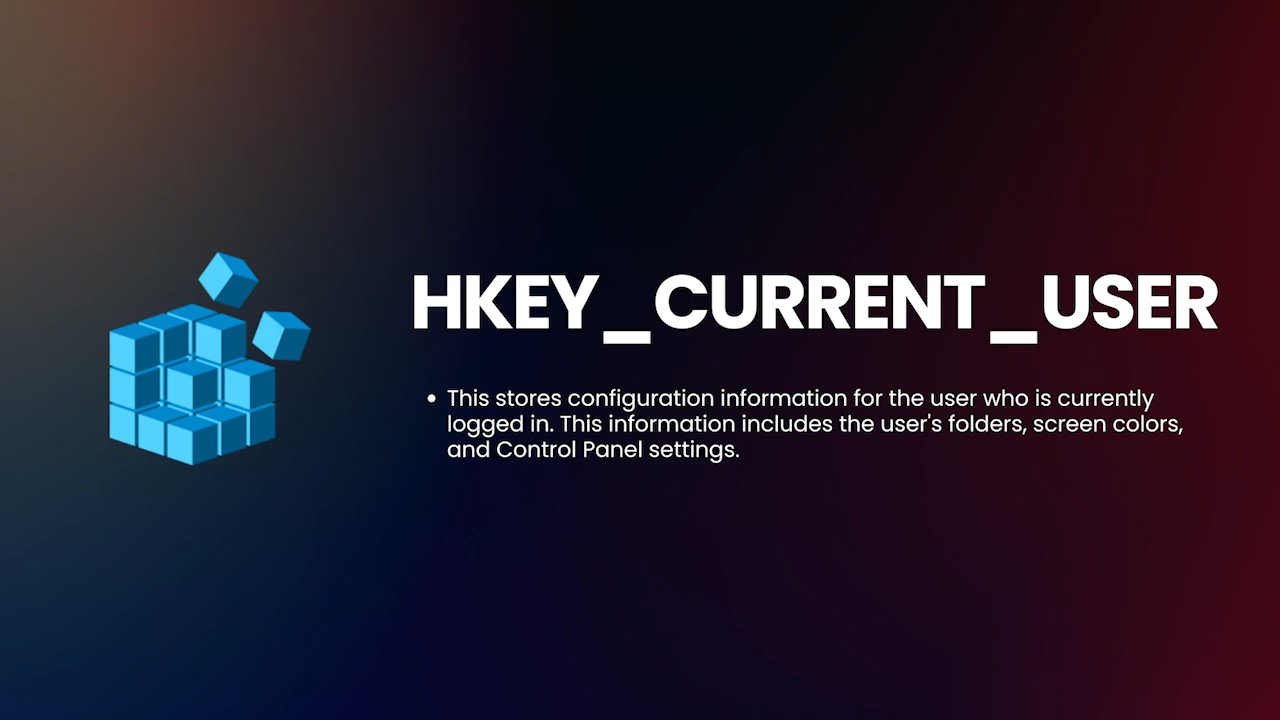 HKEY_CURRENT_USER
• This stores configuration information for the user who is currently
logged in. This information includes the user's folders, screen colors,
and Control Panel settings.